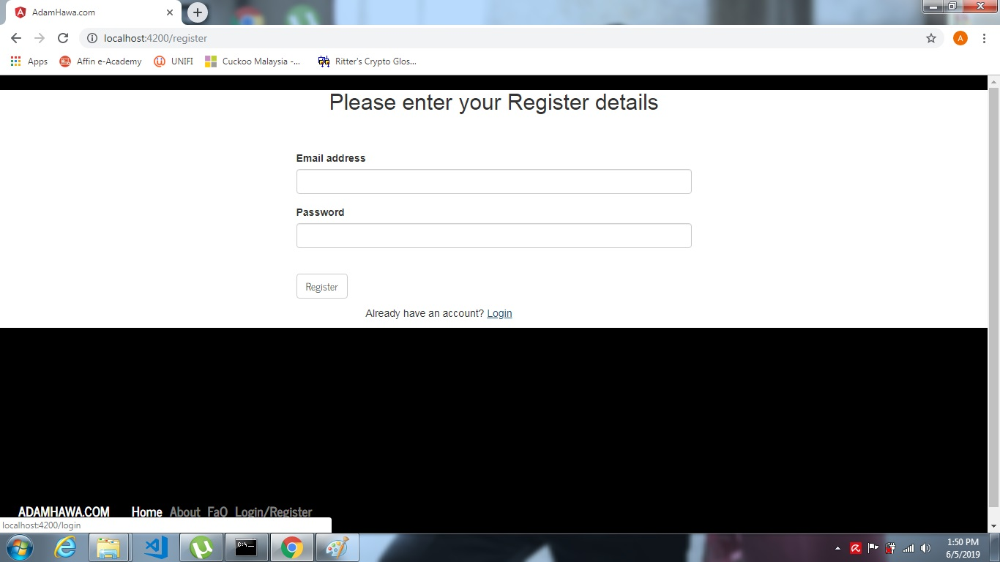 AdamHawa.com
localhost:4200/register
A
Apps Affin e-Academy UNIFI Cuckoo Malaysia -... Ritter's Crypto Glos...
Please enter your Register details
Email address
Password
Register
Already have an account? Login
ADAMHAWA.COM Home About FaQ Login/Register
localhost:4200/login
C:\_
1:50 PM
6/5/2019